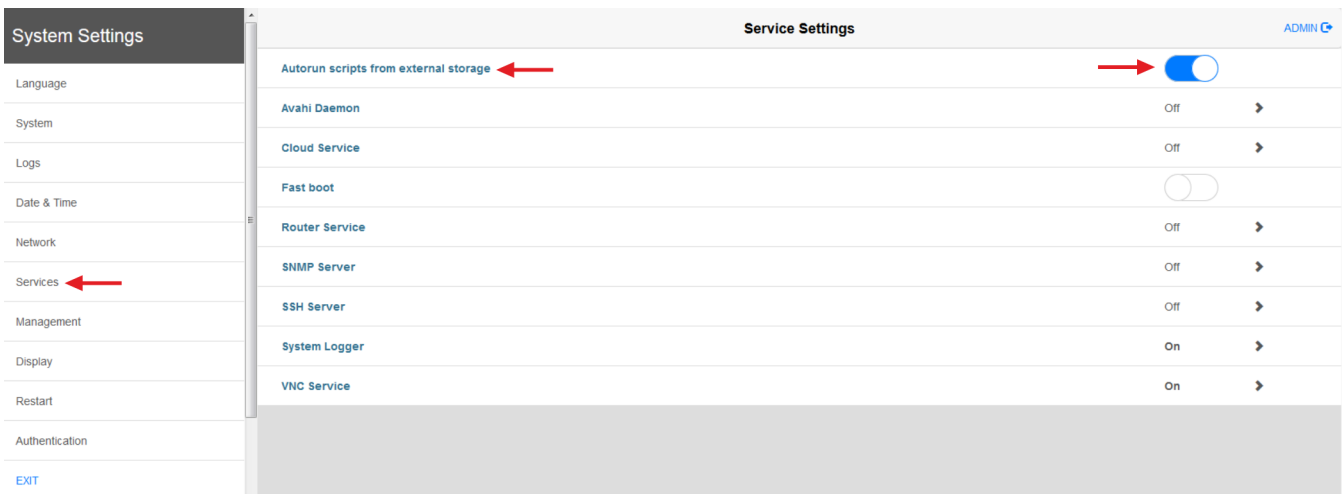 System Settings
Language
System
Logs
Date & Time
Network
Services
Management
Display
Restart
Authentication
EXIT
Service Settings
ADMIN
Autorun scripts from external storage
Avahi Daemon Off
Cloud Service Off
Fast boot
Router Service Off
SNMP Server Off
SSH Server Off
System Logger On
VNC Service On